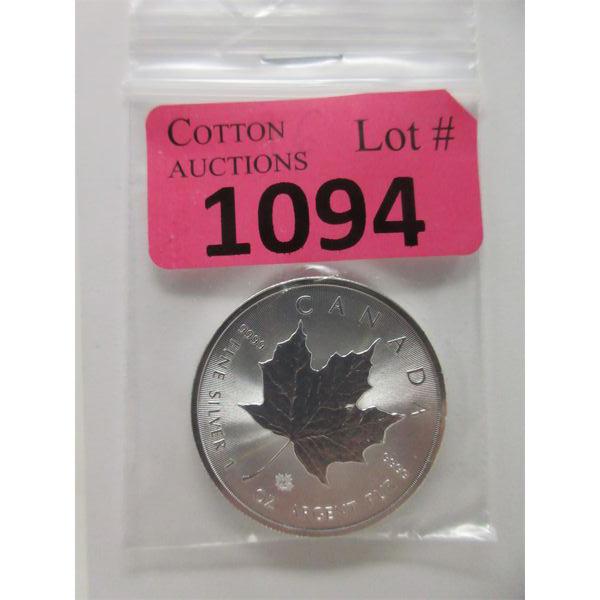 COTTON
AUCTIONS
Lot #
1094
CANADA
9999 FINE SILVER 1 OZ ARGENT PUR 9999